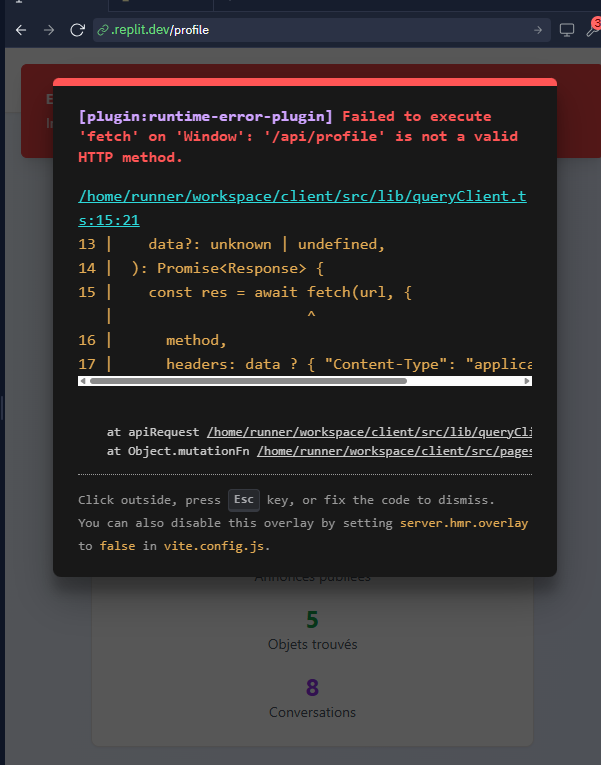 .replit.dev/profile
3
[plugin:runtime-error-plugin] Failed to execute
'fetch' on 'Window': '/api/profile' is not a valid
HTTP method.
/home/runner/workspace/client/src/lib/queryClient.t
s:15:21
13 |    data?: unknown | undefined,
14 |  ): Promise<Response> {
15 |    const res = await fetch(url, {
   |                      ^
16 |      method,
17 |      headers: data ? { "Content-Type": "applica
at apiRequest /home/runner/workspace/client/src/lib/queryCli
at Object.mutationFn /home/runner/workspace/client/src/pages
Click outside, press Esc key, or fix the code to dismiss.
You can also disable this overlay by setting server.hmr.overlay
to false in vite.config.js.
Annonces publiées
5
Objets trouvés
8
Conversations